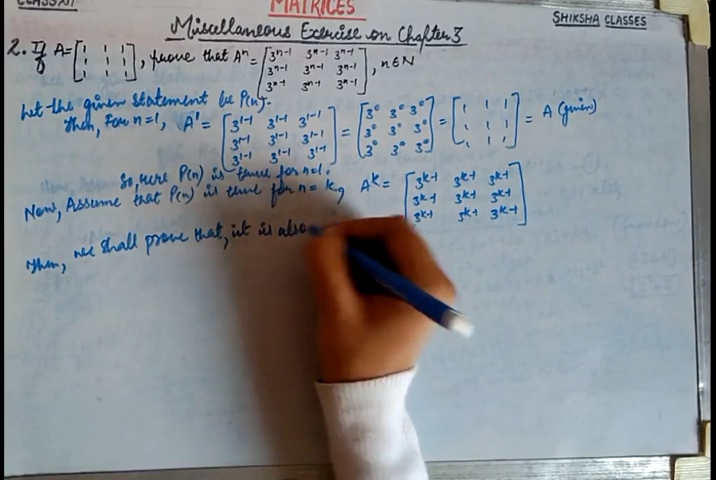 CLASS XII
MATRICES
SHIKSHA CLASSES
Miscellaneous Exercise on Chapter 3
2. If A = [1 1 1; 1 1 1; 1 1 1], prove that Aⁿ = [3ⁿ⁻¹ 3ⁿ⁻¹ 3ⁿ⁻¹; 3ⁿ⁻¹ 3ⁿ⁻¹ 3ⁿ⁻¹; 3ⁿ⁻¹ 3ⁿ⁻¹ 3ⁿ⁻¹], n ∈ N
Let the given statement be P(n).
Then, For n=1, A¹ = [3¹⁻¹ 3¹⁻¹ 3¹⁻¹; 3¹⁻¹ 3¹⁻¹ 3¹⁻¹; 3¹⁻¹ 3¹⁻¹ 3¹⁻¹] = [3⁰ 3⁰ 3⁰; 3⁰ 3⁰ 3⁰; 3⁰ 3⁰ 3⁰] = [1 1 1; 1 1 1; 1 1 1] = A (given)
So, here P(n) is true for n=1.
Now, Assume that P(n) is true for n = k, Aᵏ = [3ᵏ⁻¹ 3ᵏ⁻¹ 3ᵏ⁻¹; 3ᵏ⁻¹ 3ᵏ⁻¹ 3ᵏ⁻¹; 3ᵏ⁻¹ 3ᵏ⁻¹ 3ᵏ⁻¹]
Then, we shall prove that, it is also